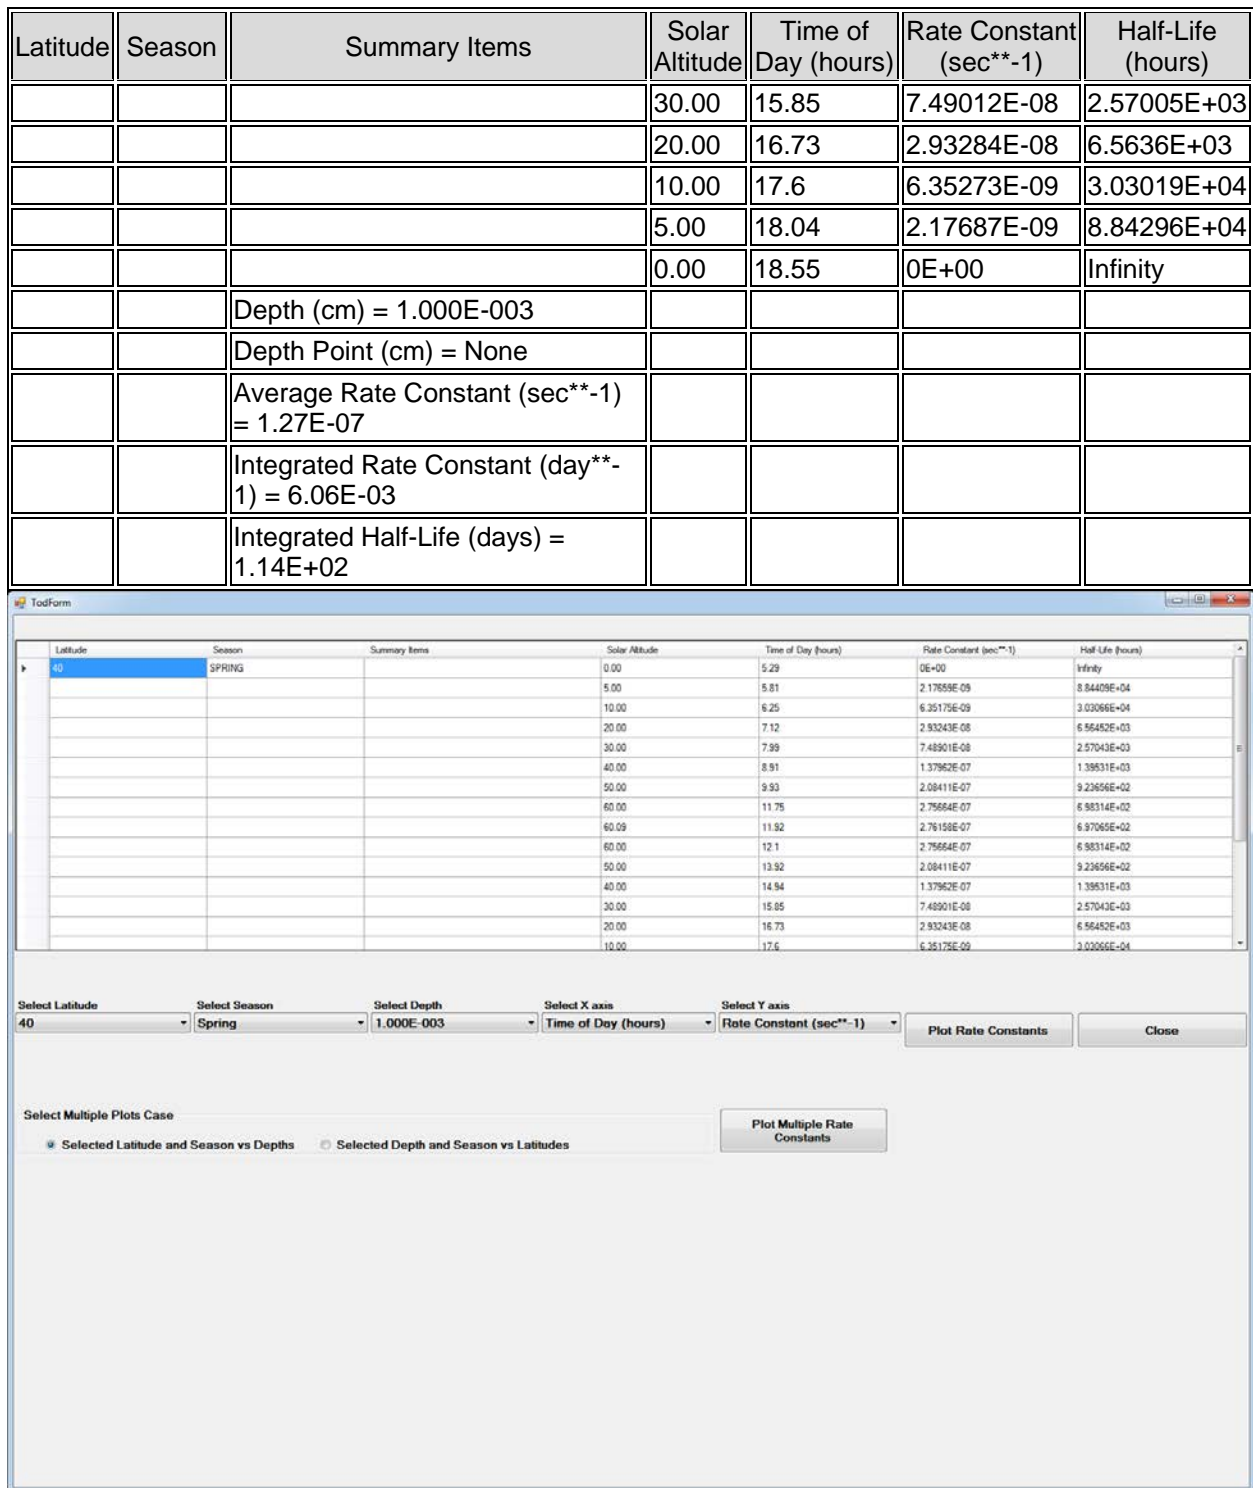 Latitude Season Summary Items Solar Altitude Time of Day (hours) Rate Constant (sec**-1) Half-Life (hours)
30.00 15.85 7.49012E-08 2.57005E+03
20.00 16.73 2.93284E-08 6.5636E+03
10.00 17.6 6.35273E-09 3.03019E+04
5.00 18.04 2.17687E-09 8.84296E+04
0.00 18.55 0E+00 Infinity
Depth (cm) = 1.000E-003
Depth Point (cm) = None
Average Rate Constant (sec**-1)
= 1.27E-07
Integrated Rate Constant (day**-
1) = 6.06E-03
Integrated Half-Life (days) =
1.14E+02
TodForm
Latitude Season Summary Items Solar Altitude Time of Day (hours) Rate Constant (sec**-1) Half-Life (hours)
40 SPRING 0.00 5.29 0E+00 Infinity
5.00 5.81 2.17659E-09 8.84409E+04
10.00 6.25 6.35175E-09 3.03066E+04
20.00 7.12 2.93243E-08 6.56452E+03
30.00 7.99 7.48901E-08 2.57043E+03
40.00 8.91 1.37962E-07 1.39531E+03
50.00 9.93 2.08411E-07 9.23656E+02
60.00 11.75 2.75664E-07 6.98314E+02
60.09 11.92 2.76158E-07 6.97065E+02
60.00 12.1 2.75664E-07 6.98314E+02
50.00 13.92 2.08411E-07 9.23656E+02
40.00 14.94 1.37962E-07 1.39531E+03
30.00 15.85 7.48901E-08 2.57043E+03
20.00 16.73 2.93243E-08 6.56452E+03
10.00 17.6 6.35175E-09 3.03066E+04
Select Latitude Select Season Select Depth Select X axis Select Y axis
40 Spring 1.000E-003 Time of Day (hours) Rate Constant (sec**-1) Plot Rate Constants Close
Select Multiple Plots Case
Plot Multiple Rate
Constants
Selected Latitude and Season vs Depths Selected Depth and Season vs Latitudes